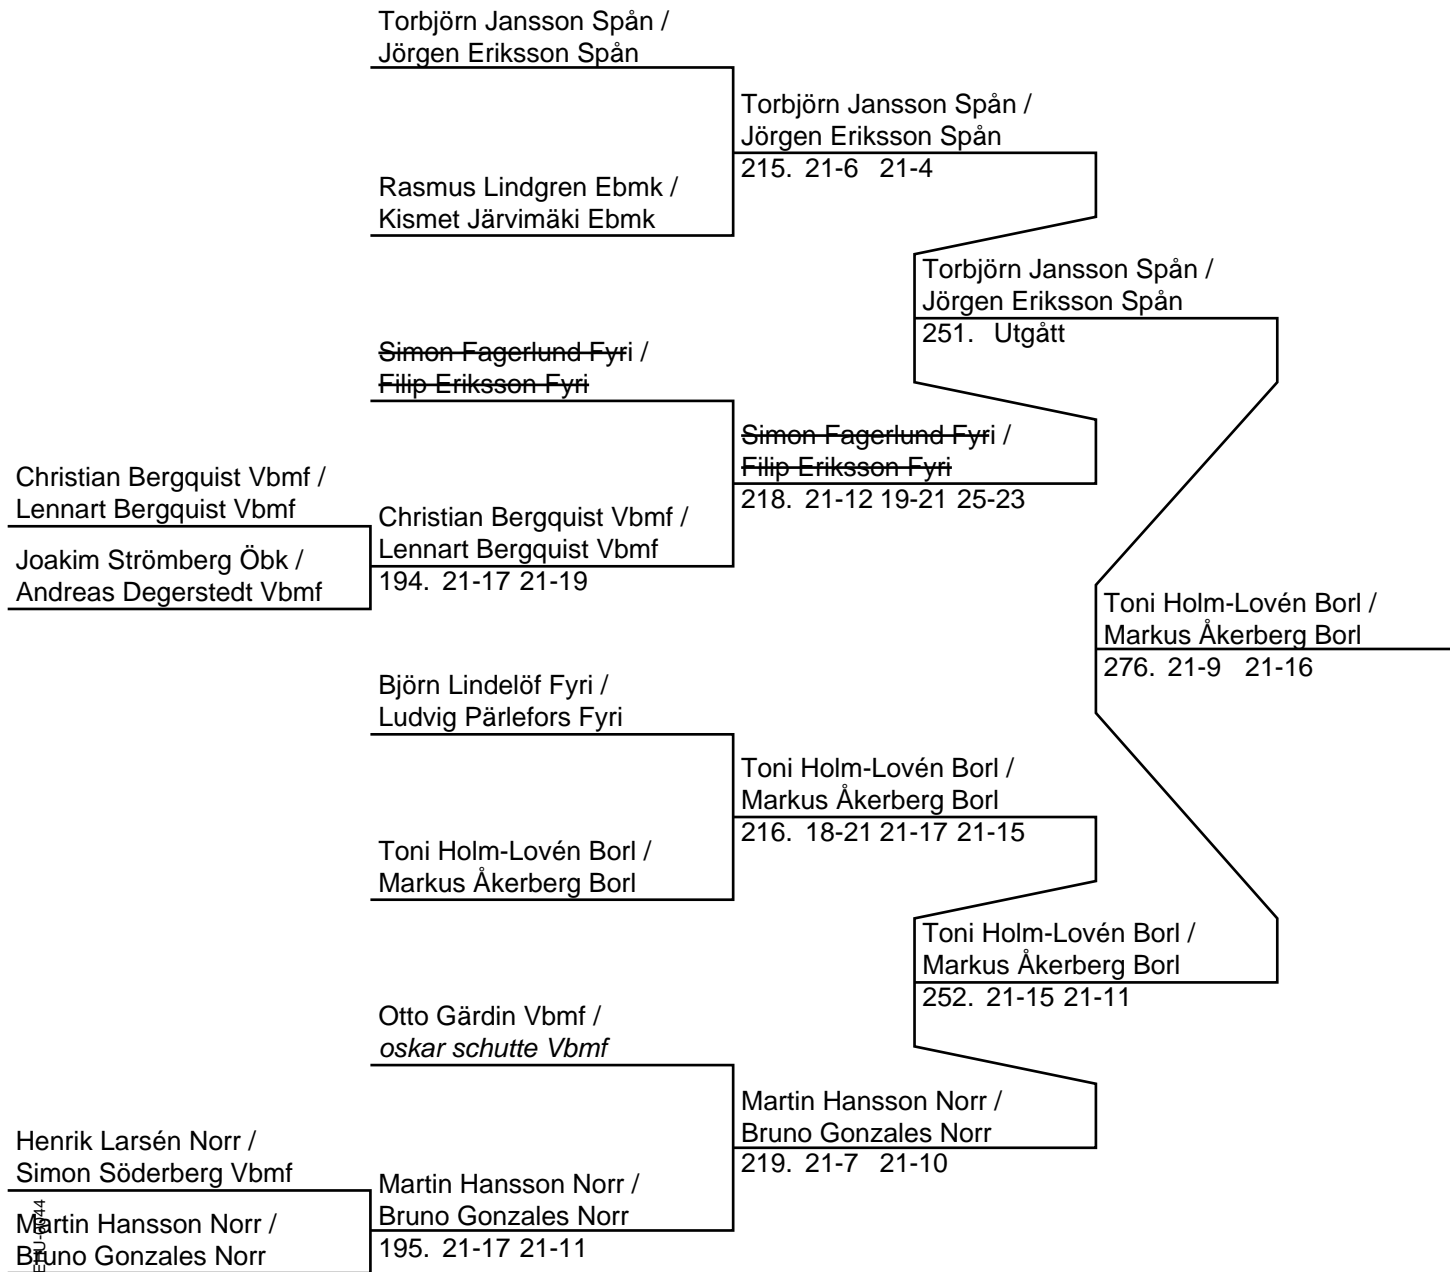 Torbjörn Jansson Spån /
Jörgen Eriksson Spån
Torbjörn Jansson Spån /
Jörgen Eriksson Spån
215. 21-6 21-4
Rasmus Lindgren Ebmk /
Kismet Järvimäki Ebmk
Torbjörn Jansson Spån /
Jörgen Eriksson Spån
251. Utgått
Simon Fagerlund Fyri /
Filip Eriksson Fyri
Simon Fagerlund Fyri /
Filip Eriksson Fyri
218. 21-12 19-21 25-23
Christian Bergquist Vbmf /
Lennart Bergquist Vbmf
Christian Bergquist Vbmf /
Lennart Bergquist Vbmf
194. 21-17 21-19
Joakim Strömberg Öbk /
Andreas Degerstedt Vbmf
Toni Holm-Lovén Borl /
Markus Åkerberg Borl
276. 21-9 21-16
Björn Lindelöf Fyri /
Ludvig Pärlefors Fyri
Toni Holm-Lovén Borl /
Markus Åkerberg Borl
216. 18-21 21-17 21-15
Toni Holm-Lovén Borl /
Markus Åkerberg Borl
Toni Holm-Lovén Borl /
Markus Åkerberg Borl
252. 21-15 21-11
Otto Gärdin Vbmf /
oskar schutte Vbmf
Martin Hansson Norr /
Bruno Gonzales Norr
219. 21-7 21-10
Henrik Larsén Norr /
Simon Söderberg Vbmf
Martin Hansson Norr /
Bruno Gonzales Norr
195. 21-17 21-11
Martin Hansson Norr /
Bruno Gonzales Norr